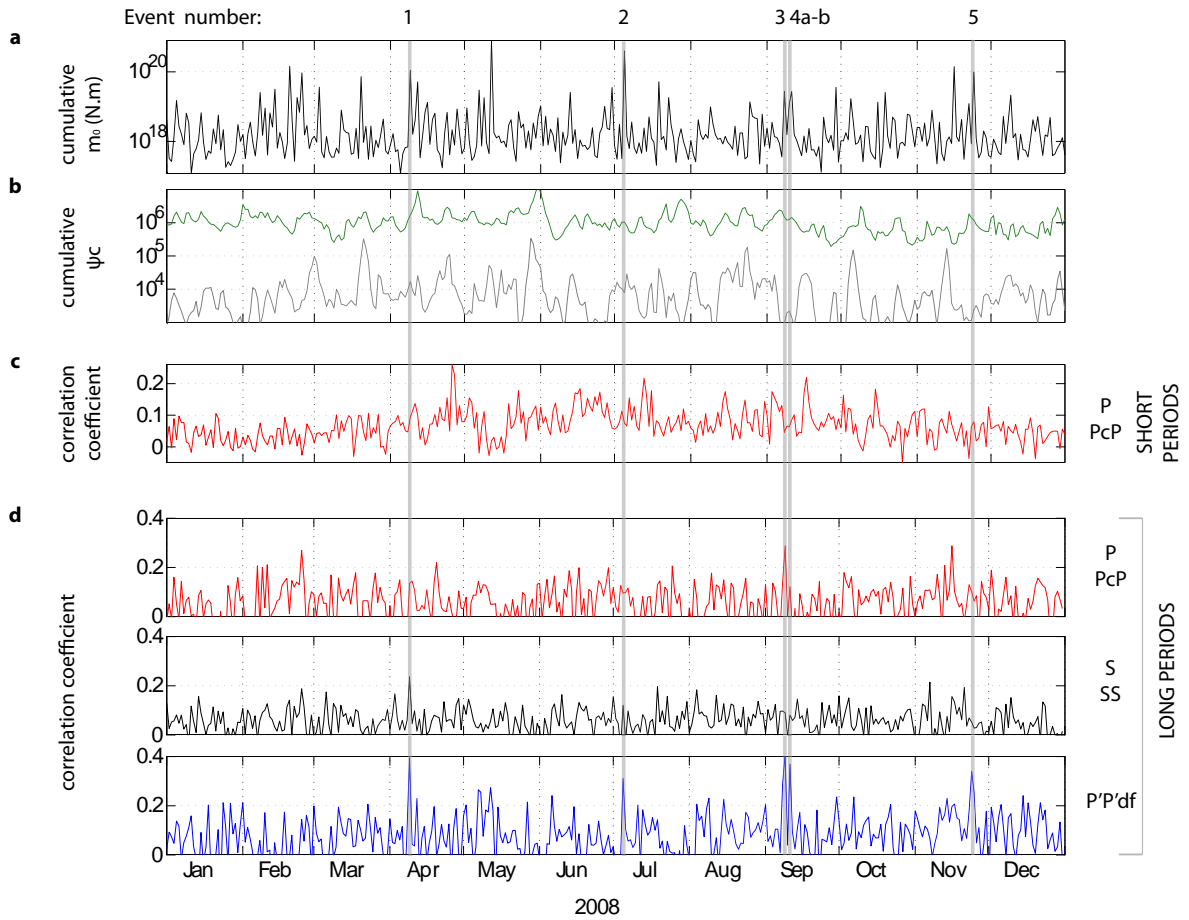 Event number: 1 2 3 4a-b 5
a
cumulative
m₀ (N.m)
10²⁰
10¹⁸
b
cumulative
ψc
10⁶
10⁵
10⁴
c
correlation
coefficient
0.2
0.1
0
P
PcP
SHORT
PERIODS
d
correlation coefficient
0.4
0.2
0
P
PcP
0.4
0.2
0
S
SS
0.4
0.2
0
P'P'df
LONG PERIODS
Jan Feb Mar Apr May Jun Jul Aug Sep Oct Nov Dec
2008